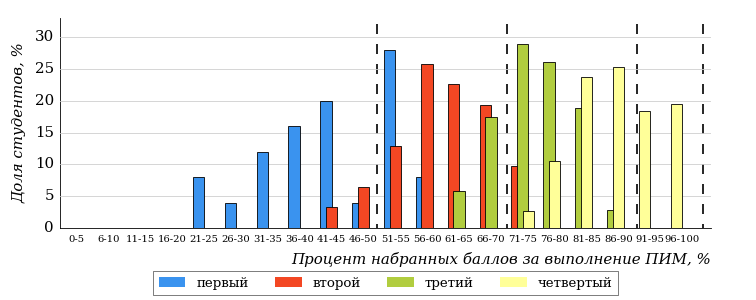 Доля студентов, %
30
25
20
15
10
5
0
0-5 6-10 11-15 16-20 21-25 26-30 31-35 36-40 41-45 46-50 51-55 56-60 61-65 66-70 71-75 76-80 81-85 86-90 91-95 96-100
Процент набранных баллов за выполнение ПИМ, %
первый второй третий четвертый